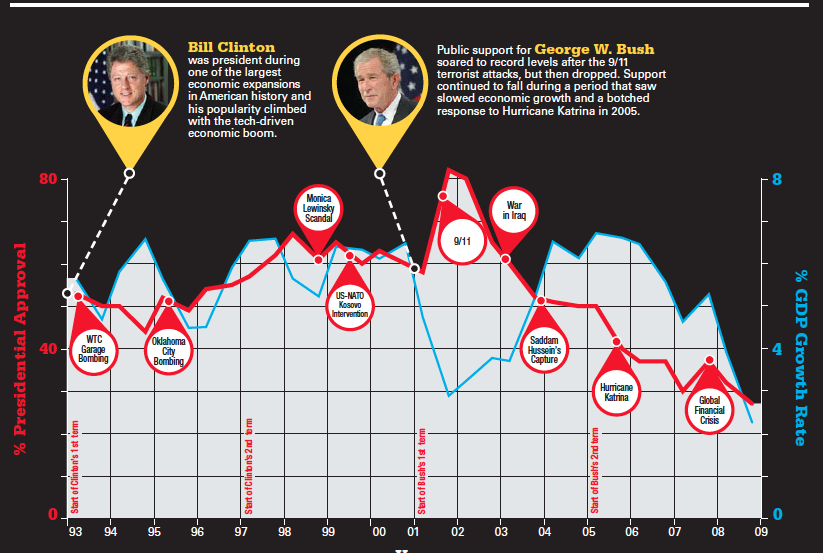 Bill Clinton
was president during
one of the largest
economic expansions
in American history and
his popularity climbed
with the tech-driven
economic boom.
Public support for George W. Bush
soared to record levels after the 9/11
terrorist attacks, but then dropped. Support
continued to fall during a period that saw
slowed economic growth and a botched
response to Hurricane Katrina in 2005.
% Presidential Approval
80
40
0
% GDP Growth Rate
8
4
0
Monica
Lewinsky
Scandal
War
in Iraq
9/11
US-NATO
Kosovo
Intervention
WTC
Garage
Bombing
Oklahoma
City
Bombing
Saddam
Hussein's
Capture
Hurricane
Katrina
Global
Financial
Crisis
Start of Clinton's 1st term
Start of Clinton's 2nd term
Start of Bush's 1st term
Start of Bush's 2nd term
93 94 95 96 97 98 99 00 01 02 03 04 05 06 07 08 09